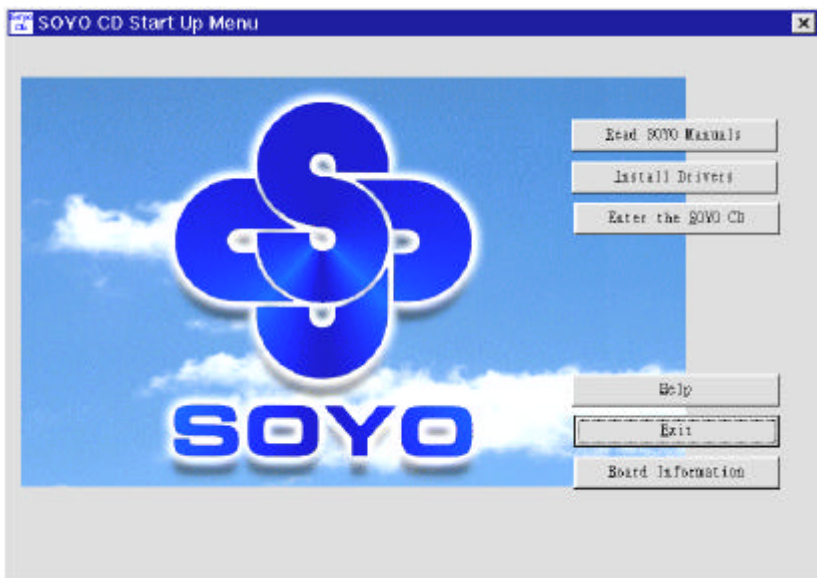 SOYO CD Start Up Menu
Read SOYO Manuals
Install Drivers
Enter the SOYO CD
SOYO
Help
Exit
Board Information